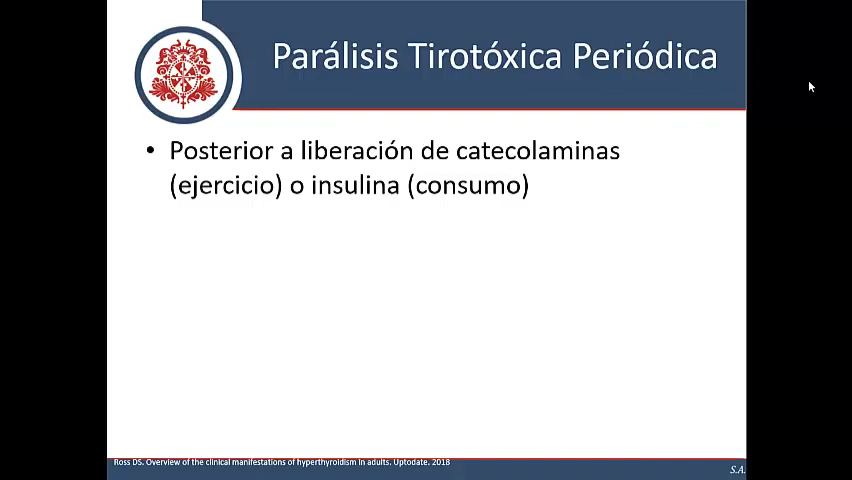 Parálisis Tirotóxica Periódica
• Posterior a liberación de catecolaminas
(ejercicio) o insulina (consumo)
Ross DS. Overview of the clinical manifestations of hyperthyroidism in adults. Uptodate. 2018
S.A.